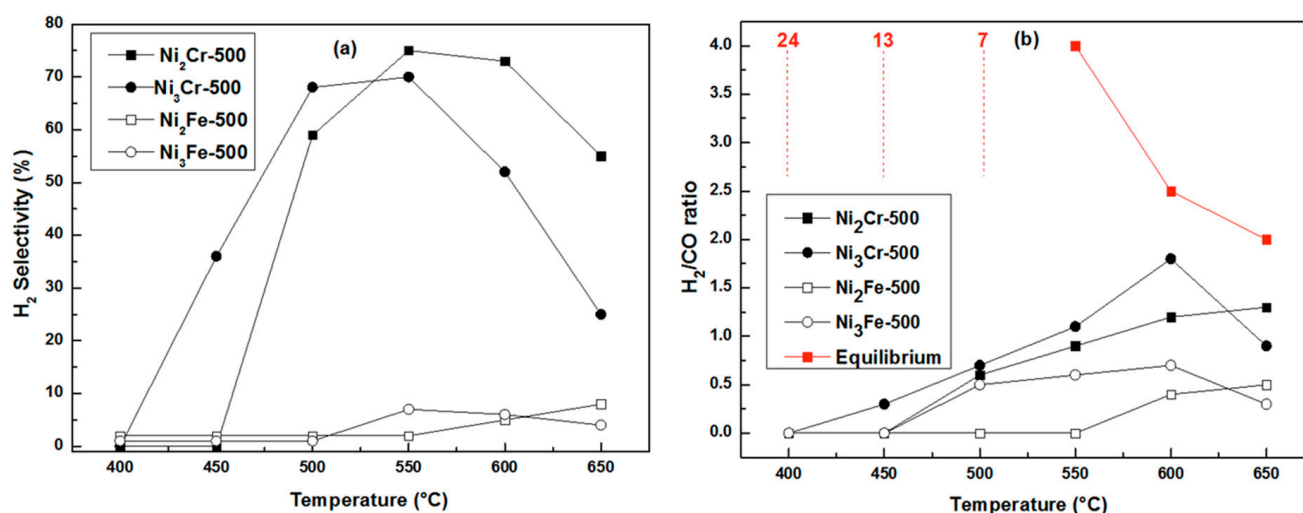 (a)
Ni₂Cr-500
Ni₃Cr-500
Ni₂Fe-500
Ni₃Fe-500
H₂ Selectivity (%)
80
70
60
50
40
30
20
10
0
400 450 500 550 600 650
Temperature (°C)
24 13 7 (b)
Ni₂Cr-500
Ni₃Cr-500
Ni₂Fe-500
Ni₃Fe-500
Equilibrium
H₂/CO ratio
4.0
3.5
3.0
2.5
2.0
1.5
1.0
0.5
0.0
400 450 500 550 600 650
Temperature (°C)